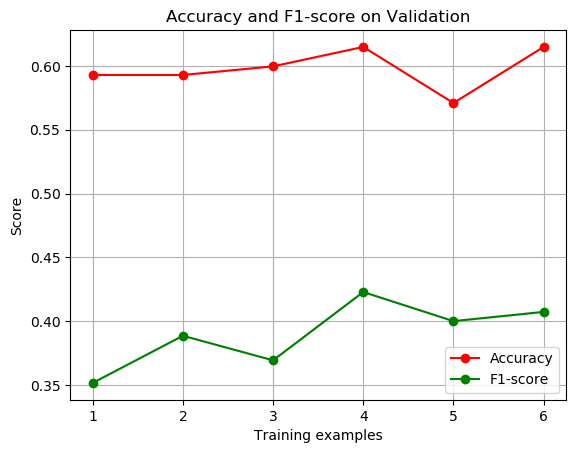 Accuracy and F1-score on Validation
0.60
0.55
0.50
0.45
0.40
0.35
Score
1 2 3 4 5 6
Training examples
Accuracy
F1-score